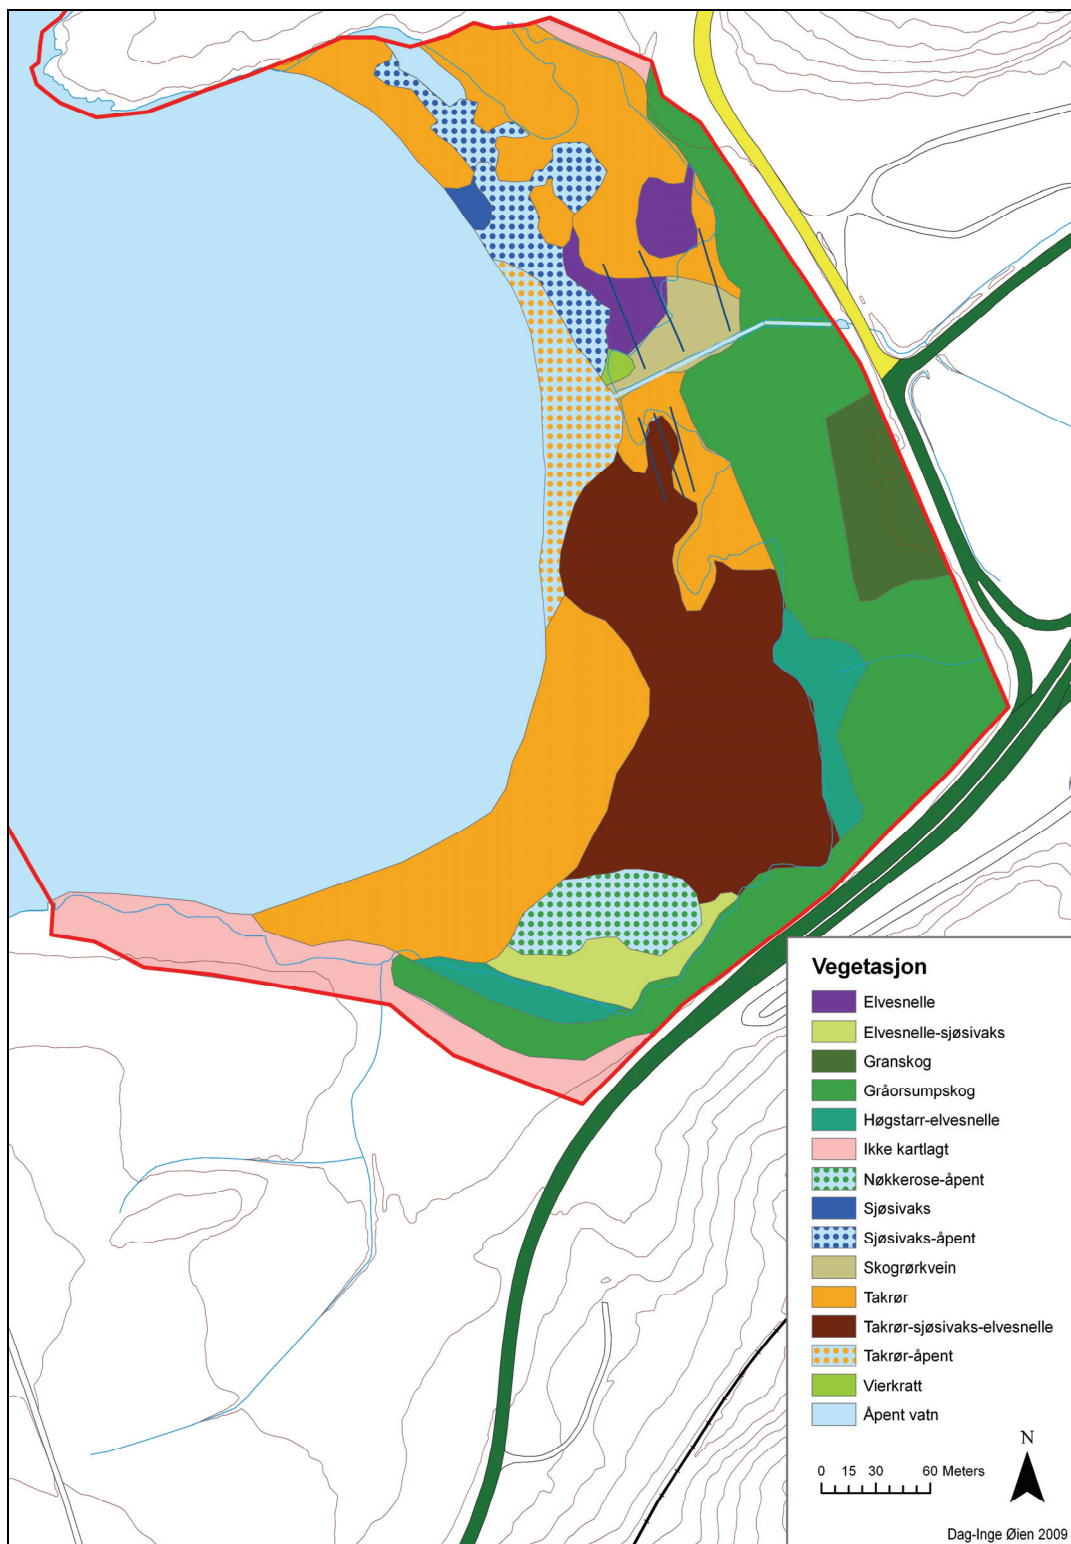 Vegetasjon
Elvesnelle
Elvesnelle-sjøsivaks
Granskog
Gråorsumpskog
Høgstarr-elvesnelle
Ikke kartlagt
Nøkkerose-åpent
Sjøsivaks
Sjøsivaks-åpent
Skogrørkvein
Takrør
Takrør-sjøsivaks-elvesnelle
Takrør-åpent
Vierkratt
Åpent vatn
N
0 15 30 60 Meters
Dag-Inge Øien 2009